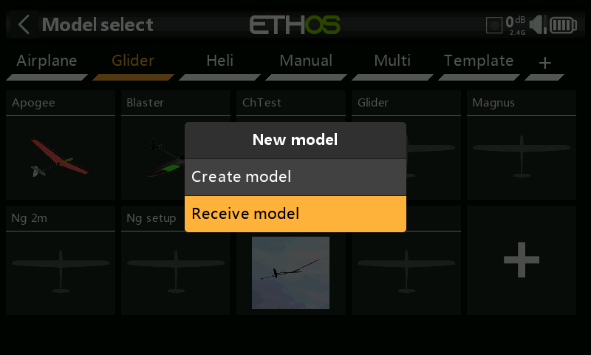 Model select
ETHOS
0dB
2.4G
Airplane
Glider
Heli
Manual
Multi
Template
+
Apogee
Blaster
ChTest
Glider
Magnus
New model
Create model
Receive model
Ng 2m
Ng setup